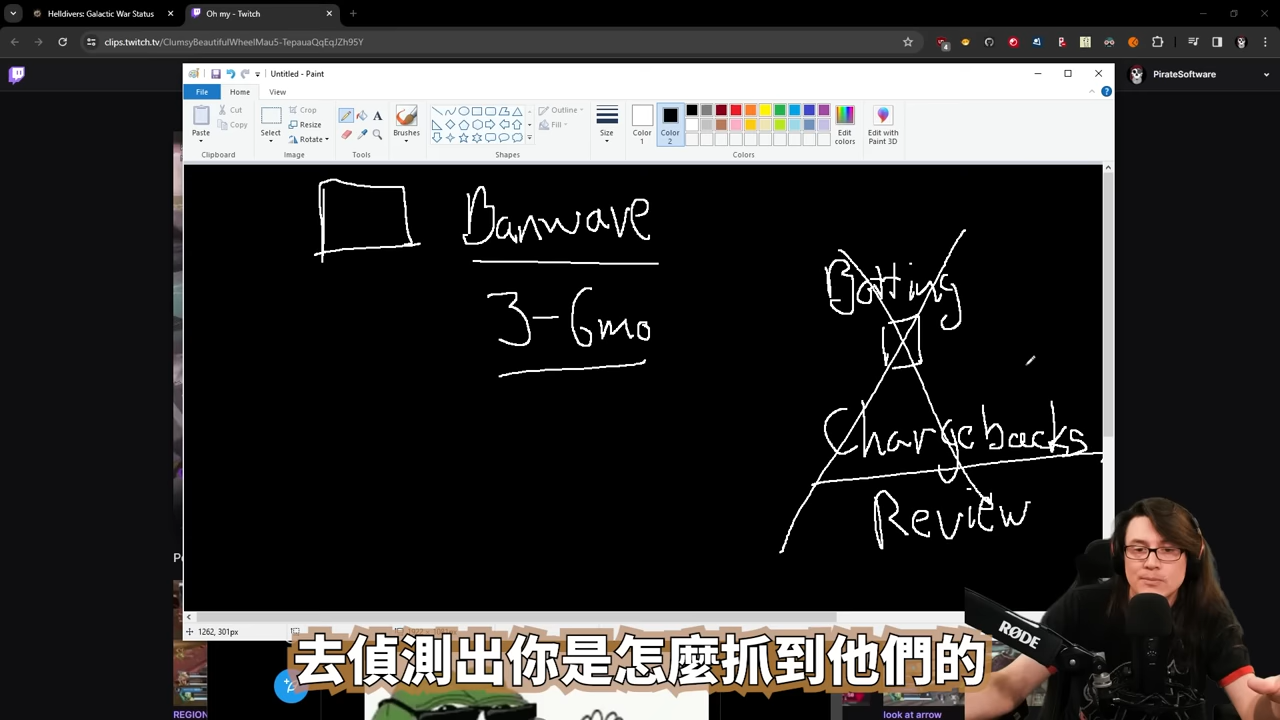 Helldivers: Galactic War Status
Oh my - Twitch
clips.twitch.tv/ClumsyBeautifulWheelMau5-TepauaQqEqJZh95Y
4
Untitled - Paint
PirateSoftware
File Home View
Paste
Cut
Copy
Clipboard
Select
Crop
Resize
Rotate
Image
Tools
Brushes
Shapes
Outline
Fill
Size
Color 1
Color 2
Colors
Edit colors
Edit with Paint 3D
Banwave
3-6mo
Botting
Chargebacks
Review
1262, 301px
RØDE
去偵測出你是怎麼抓到他們的
REGION
look at arrow